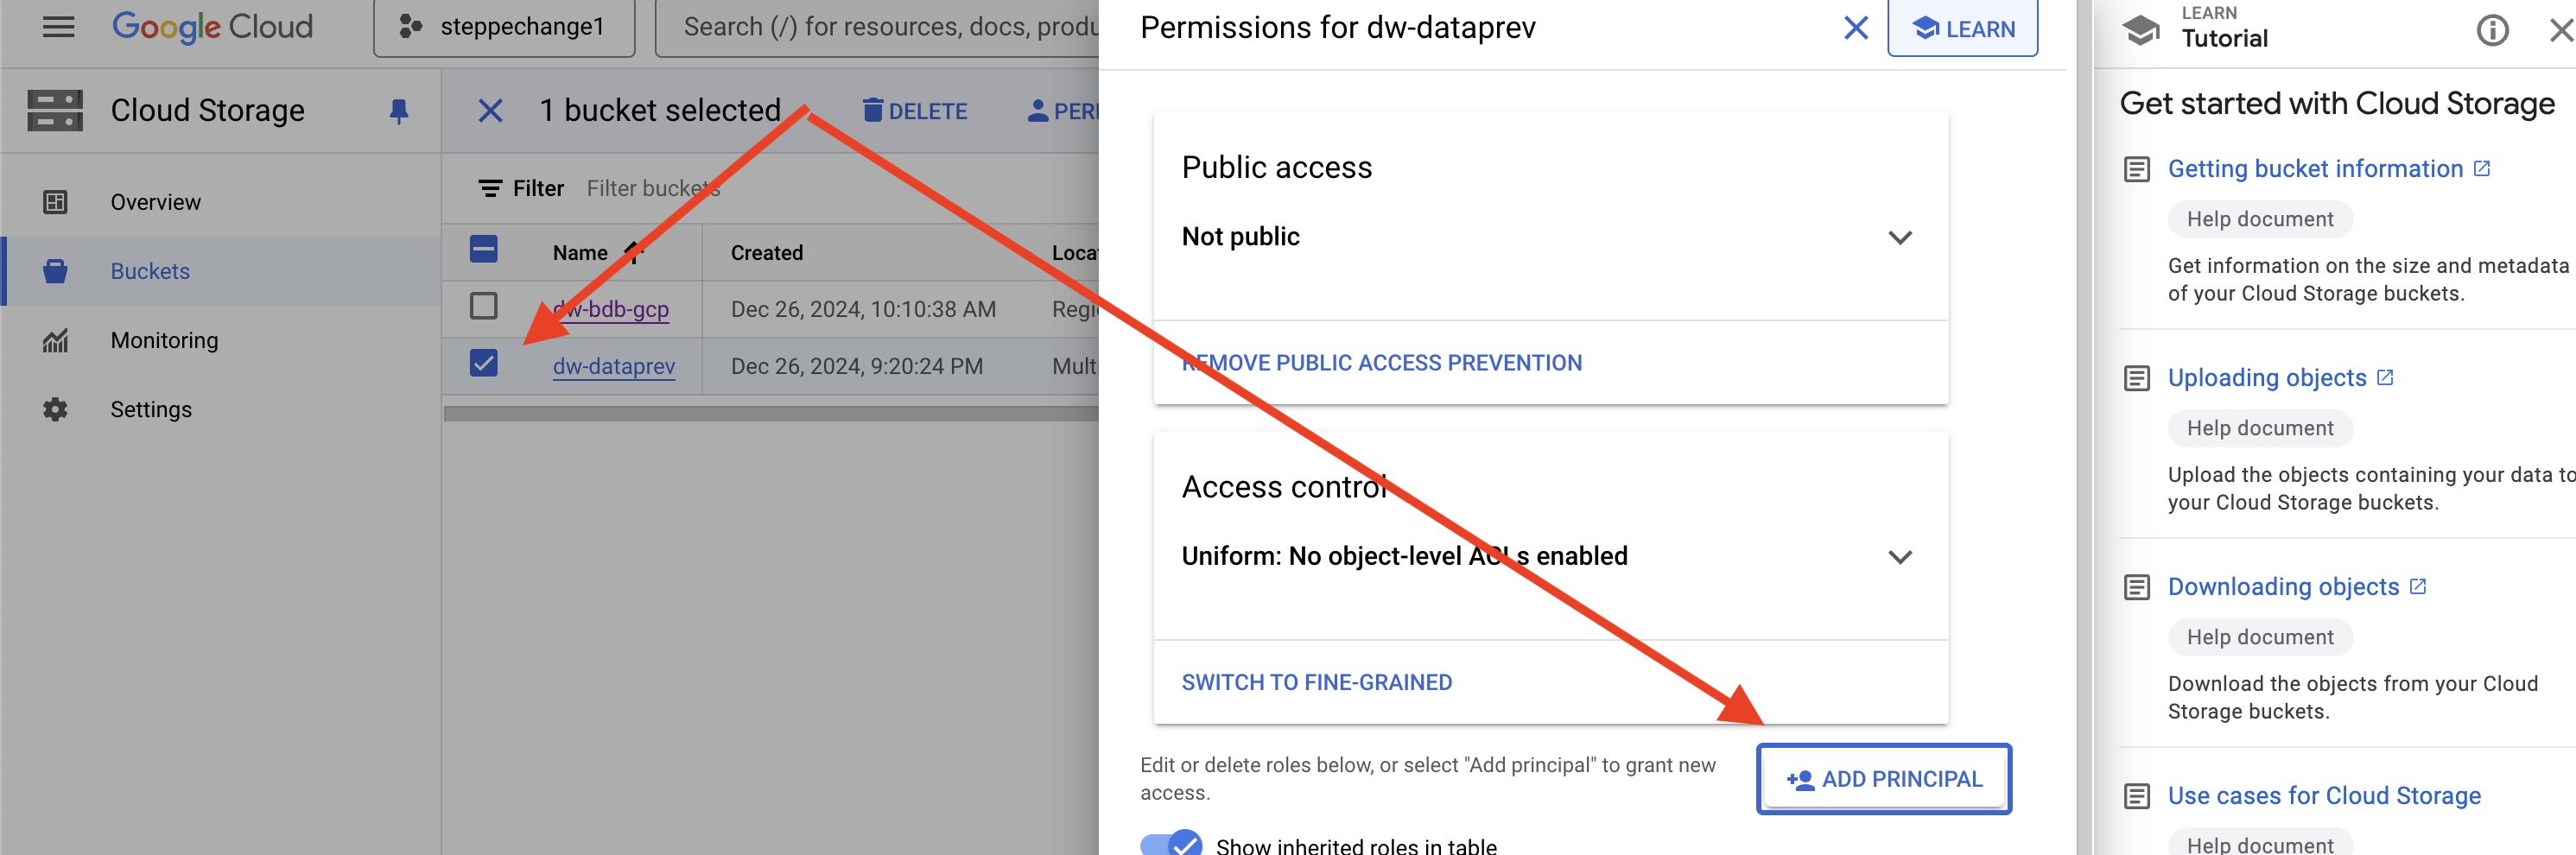 Google Cloud
steppechange1
Search (/) for resources, docs, produ
Cloud Storage
Overview
Buckets
Monitoring
Settings
1 bucket selected
DELETE
PER
Filter
Filter buckets
Name
Created
Loca
dw-bdb-gcp
Dec 26, 2024, 10:10:38 AM
Regi
dw-dataprev
Dec 26, 2024, 9:20:24 PM
Mult
Permissions for dw-dataprev
LEARN
Public access
Not public
REMOVE PUBLIC ACCESS PREVENTION
Access control
Uniform: No object-level ACLs enabled
SWITCH TO FINE-GRAINED
Edit or delete roles below, or select "Add principal" to grant new
access.
ADD PRINCIPAL
Show inherited roles in table
LEARN
Tutorial
Get started with Cloud Storage
Getting bucket information
Help document
Get information on the size and metadata
of your Cloud Storage buckets.
Uploading objects
Help document
Upload the objects containing your data to
your Cloud Storage buckets.
Downloading objects
Help document
Download the objects from your Cloud
Storage buckets.
Use cases for Cloud Storage
Help document